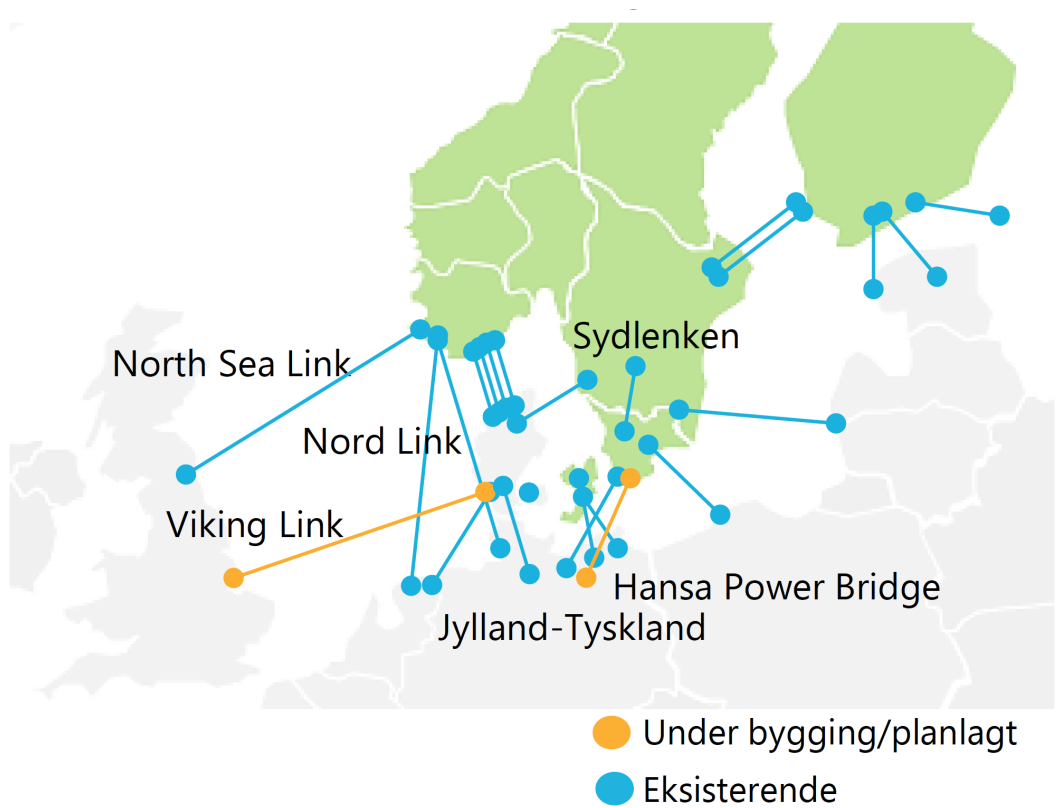 Sydlenken
North Sea Link
Nord Link
Viking Link
Hansa Power Bridge
Jylland-Tyskland
Under bygging/planlagt
Eksisterende